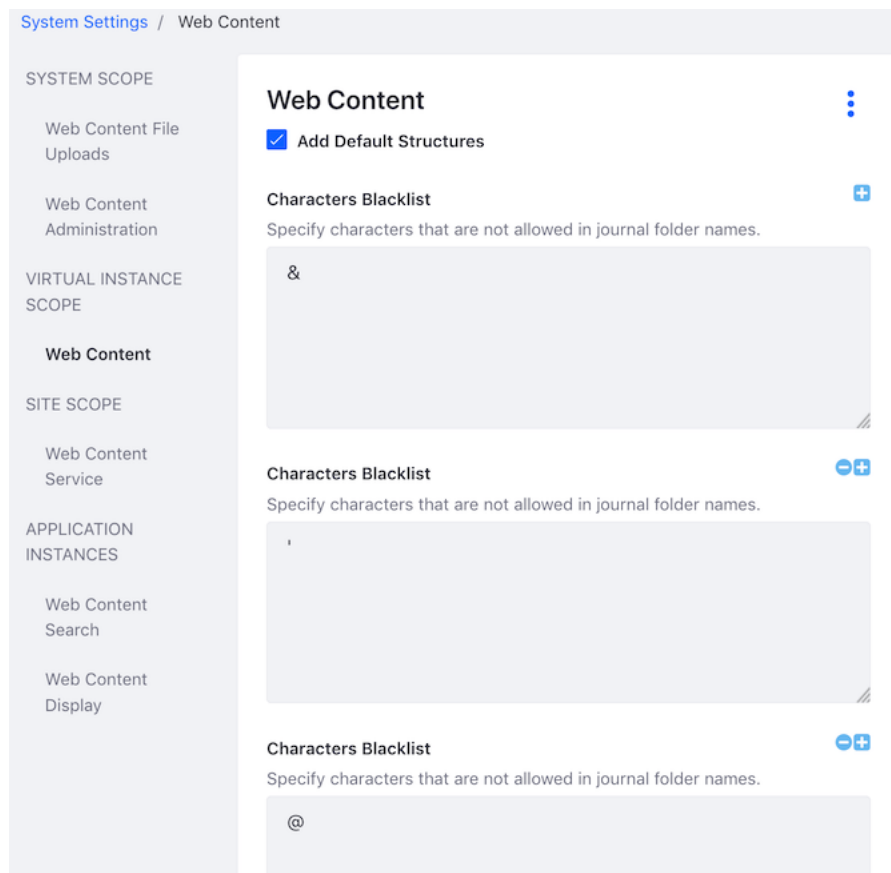 System Settings / Web Content
SYSTEM SCOPE
Web Content File
Uploads
Web Content
Administration
VIRTUAL INSTANCE
SCOPE
Web Content
SITE SCOPE
Web Content
Service
APPLICATION
INSTANCES
Web Content
Search
Web Content
Display
Web Content
Add Default Structures
Characters Blacklist
Specify characters that are not allowed in journal folder names.
&
Characters Blacklist
Specify characters that are not allowed in journal folder names.
'
Characters Blacklist
Specify characters that are not allowed in journal folder names.
@